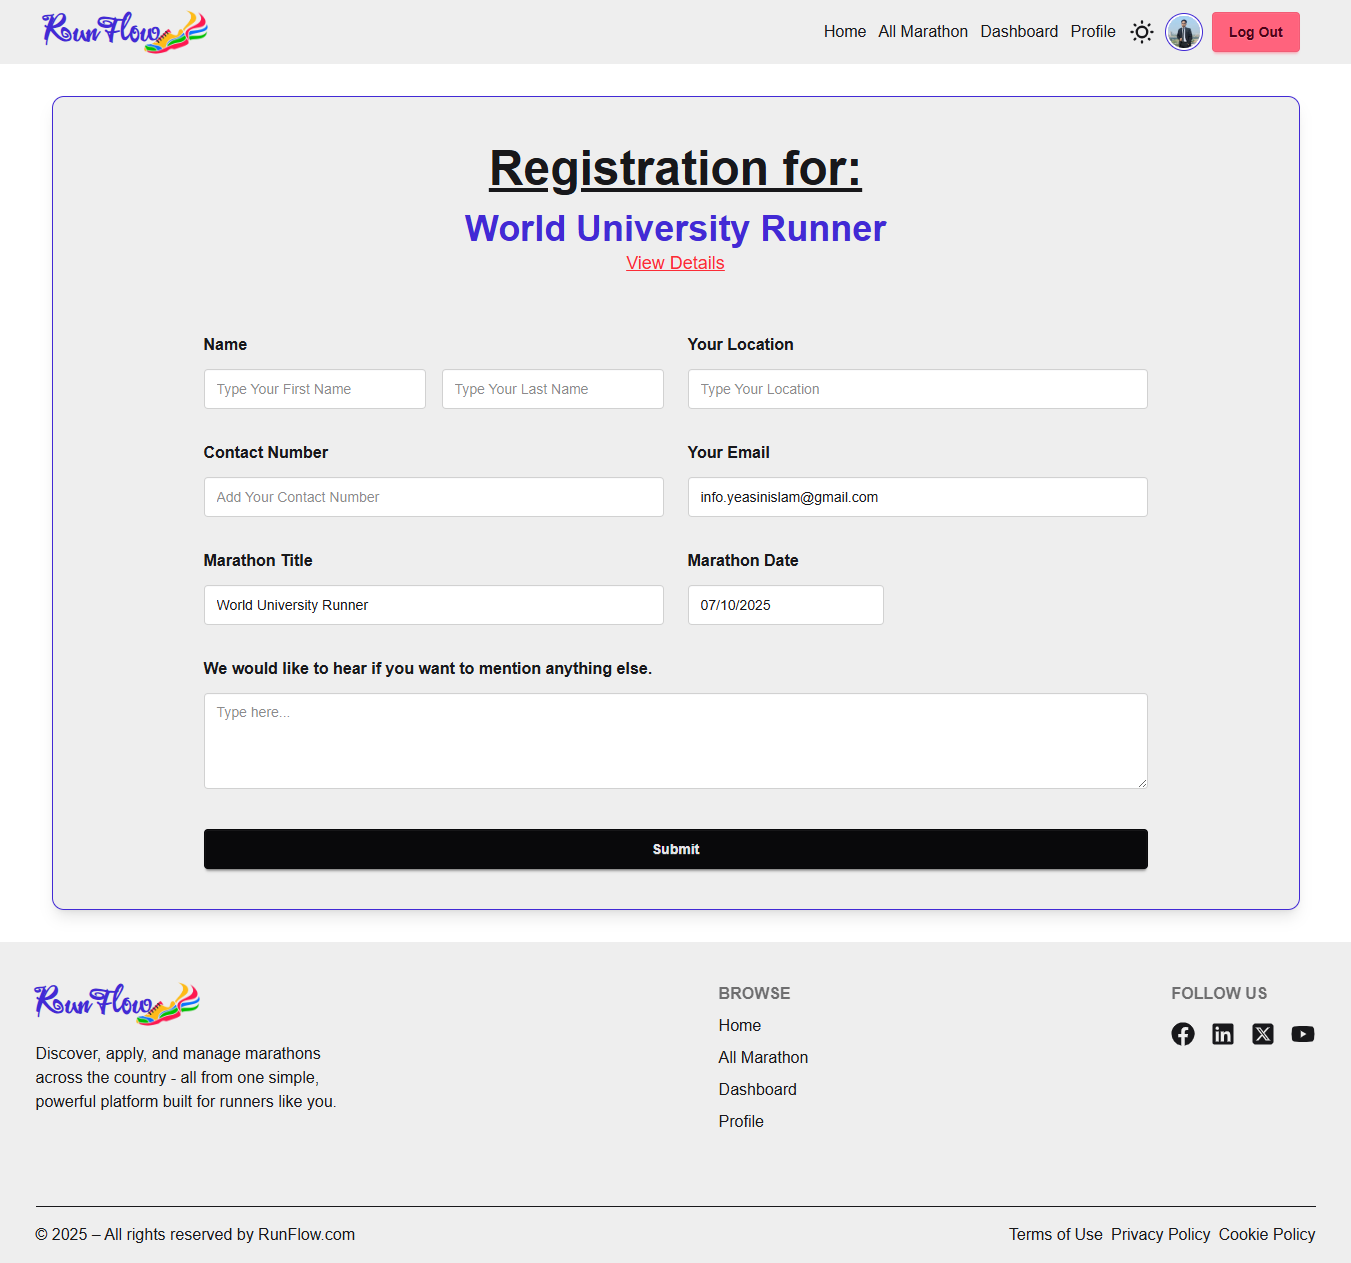 Run Flow
Home All Marathon Dashboard Profile Log Out
Registration for:
World University Runner
View Details
Name Your Location
Type Your First Name Type Your Last Name Type Your Location
Contact Number Your Email
Add Your Contact Number info.yeasinislam@gmail.com
Marathon Title Marathon Date
World University Runner 07/10/2025
We would like to hear if you want to mention anything else.
Type here...
Submit
Run Flow
Discover, apply, and manage marathons
across the country - all from one simple,
powerful platform built for runners like you.
BROWSE
Home
All Marathon
Dashboard
Profile
FOLLOW US
© 2025 – All rights reserved by RunFlow.com
Terms of Use Privacy Policy Cookie Policy